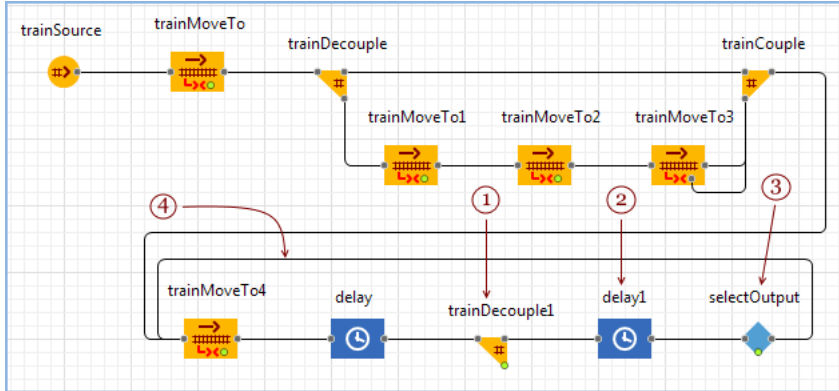 trainSource
trainMoveTo
trainDecouple
trainCouple
trainMoveTo1
trainMoveTo2
trainMoveTo3
4
1
2
3
trainMoveTo4
delay
trainDecouple1
delay1
selectOutput